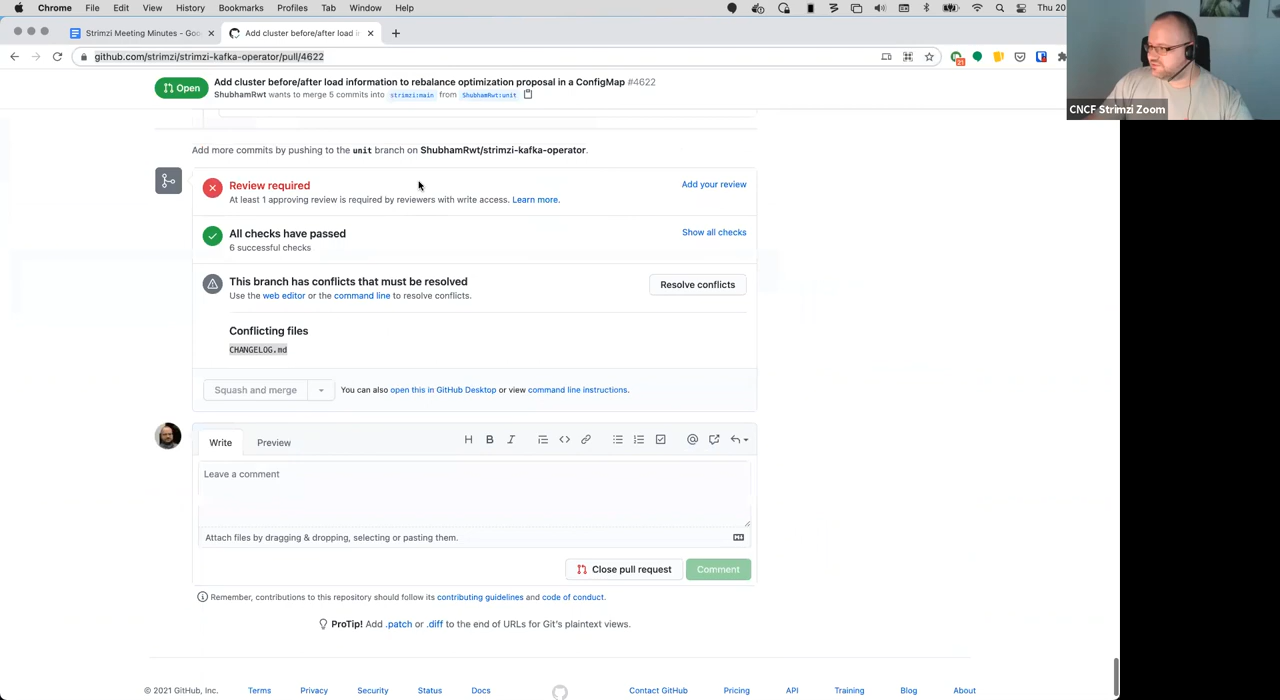 Chrome File Edit View History Bookmarks Profiles Tab Window Help Thu 20
Strimzi Meeting Minutes - Goo
Add cluster before/after load i
github.com/strimzi/strimzi-kafka-operator/pull/4622
21
Open
Add cluster before/after load information to rebalance optimization proposal in a ConfigMap #4622
ShubhamRwt wants to merge 5 commits into strimzi:main from ShubhamRwt:unit
CNCF Strimzi Zoom
Add more commits by pushing to the unit branch on ShubhamRwt/strimzi-kafka-operator.
Review required
Add your review
At least 1 approving review is required by reviewers with write access. Learn more.
All checks have passed
Show all checks
6 successful checks
This branch has conflicts that must be resolved
Resolve conflicts
Use the web editor or the command line to resolve conflicts.
Conflicting files
CHANGELOG.md
Squash and merge
You can also open this in GitHub Desktop or view command line instructions.
Write Preview
H B I
Leave a comment
Attach files by dragging & dropping, selecting or pasting them.
Close pull request Comment
Remember, contributions to this repository should follow its contributing guidelines and code of conduct.
ProTip! Add .patch or .diff to the end of URLs for Git's plaintext views.
© 2021 GitHub, Inc. Terms Privacy Security Status Docs Contact GitHub Pricing API Training Blog About